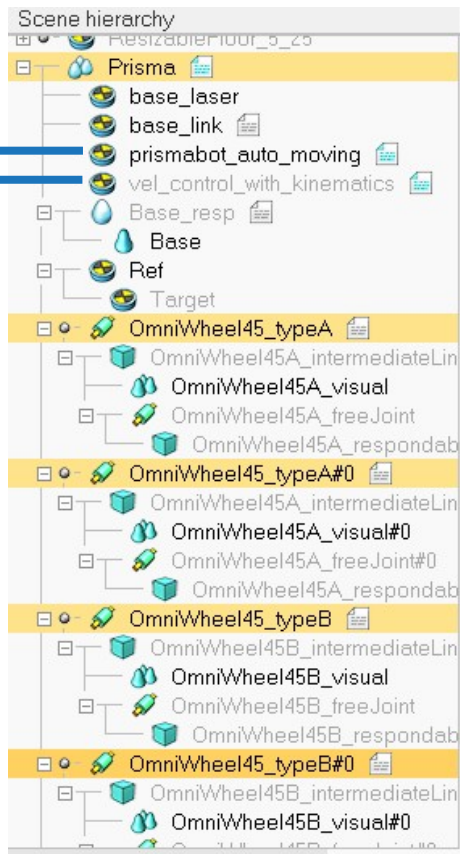 Scene hierarchy
ResizableFloor_5_25
Prisma
base_laser
base_link
prismabot_auto_moving
vel_control_with_kinematics
Base_resp
Base
Ref
Target
OmniWheel45_typeA
OmniWheel45A_intermediateLin
OmniWheel45A_visual
OmniWheel45A_freeJoint
OmniWheel45A_respondab
OmniWheel45_typeA#0
OmniWheel45A_intermediateLin
OmniWheel45A_visual#0
OmniWheel45A_freeJoint#0
OmniWheel45A_respondab
OmniWheel45_typeB
OmniWheel45B_intermediateLin
OmniWheel45B_visual
OmniWheel45B_freeJoint
OmniWheel45B_respondab
OmniWheel45_typeB#0
OmniWheel45B_intermediateLin
OmniWheel45B_visual#0